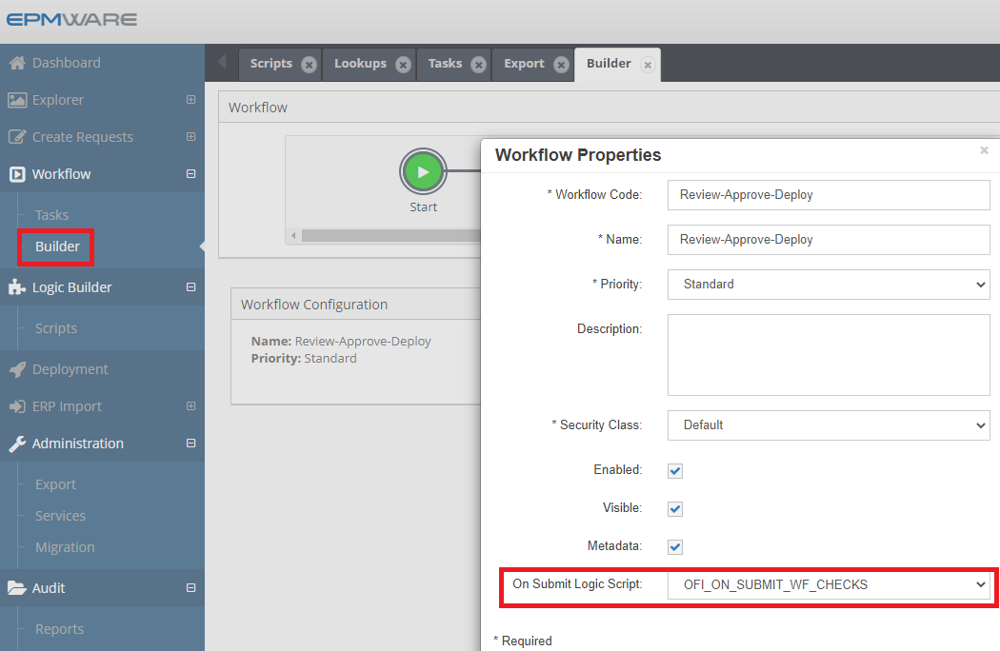 EPMWARE
Dashboard
Explorer
Create Requests
Workflow
Tasks
Builder
Logic Builder
Scripts
Deployment
ERP Import
Administration
Export
Services
Migration
Audit
Reports
Scripts Lookups Tasks Export Builder
Workflow
Start
Workflow Configuration
Name: Review-Approve-Deploy
Priority: Standard
Workflow Properties
* Workflow Code: Review-Approve-Deploy
* Name: Review-Approve-Deploy
* Priority: Standard
Description:
* Security Class: Default
Enabled:
Visible:
Metadata:
On Submit Logic Script: OFI_ON_SUBMIT_WF_CHECKS
* Required